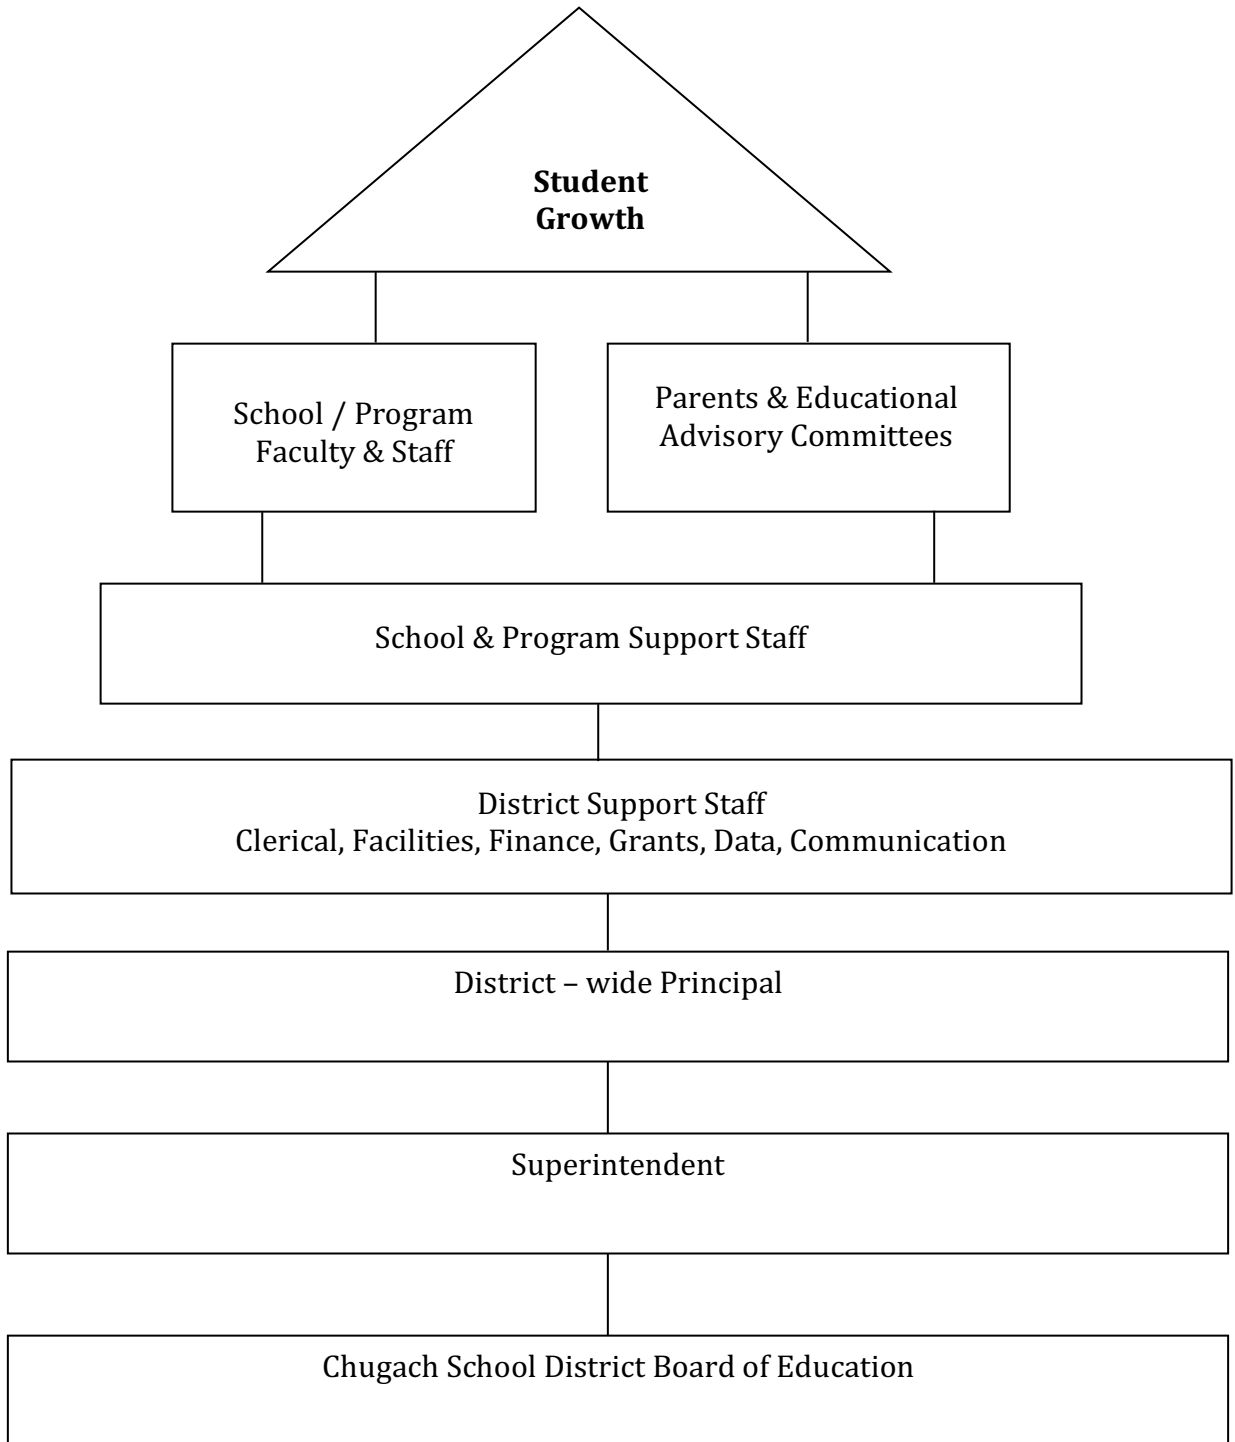 Student
Growth
School / Program
Faculty & Staff
Parents & Educational
Advisory Committees
School & Program Support Staff
District Support Staff
Clerical, Facilities, Finance, Grants, Data, Communication
District – wide Principal
Superintendent
Chugach School District Board of Education